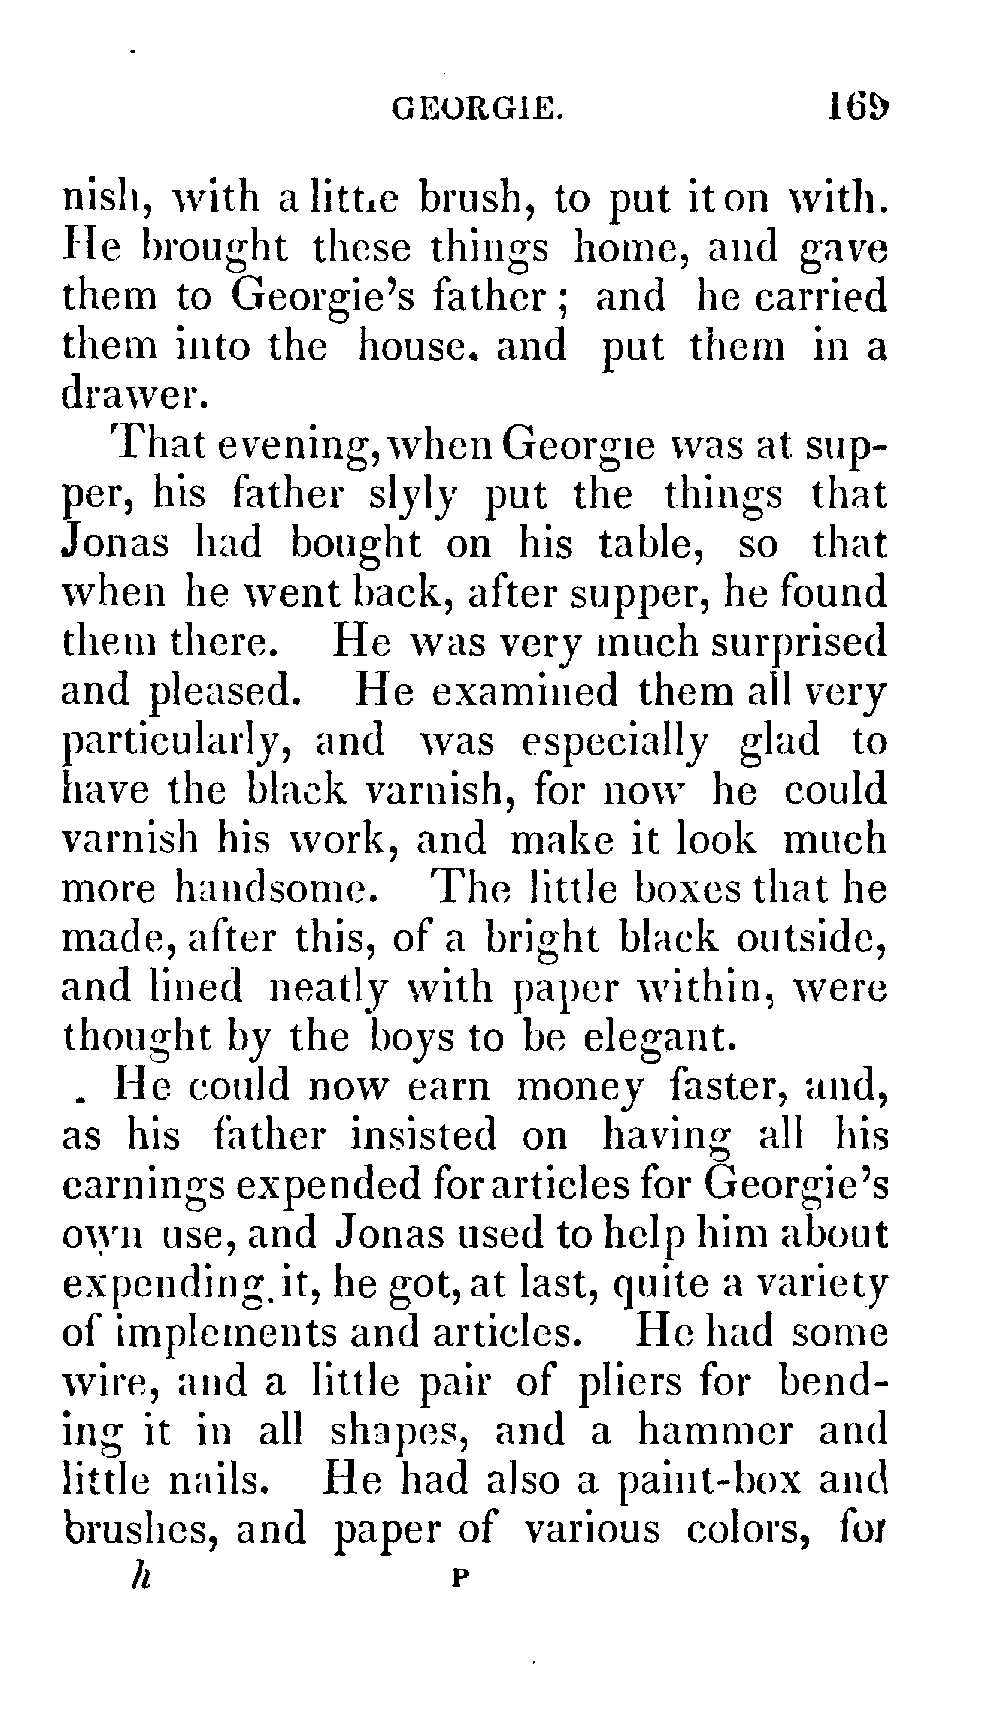 GEORGIE. 169
nish, with a little brush, to put it on with.
He brought these things home, and gave
them to Georgie's father; and he carried
them into the house, and put them in a
drawer.
That evening, when Georgie was at sup-
per, his father slyly put the things that
Jonas had bought on his table, so that
when he went back, after supper, he found
them there. He was very much surprised
and pleased. He examined them all very
particularly, and was especially glad to
have the black varnish, for now he could
varnish his work, and make it look much
more handsome. The little boxes that he
made, after this, of a bright black outside,
and lined neatly with paper within, were
thought by the boys to be elegant.
He could now earn money faster, and,
as his father insisted on having all his
earnings expended for articles for Georgie's
own use, and Jonas used to help him about
expending it, he got, at last, quite a variety
of implements and articles. He had some
wire, and a little pair of pliers for bend-
ing it in all shapes, and a hammer and
little nails. He had also a paint-box and
brushes, and paper of various colors, for
h P